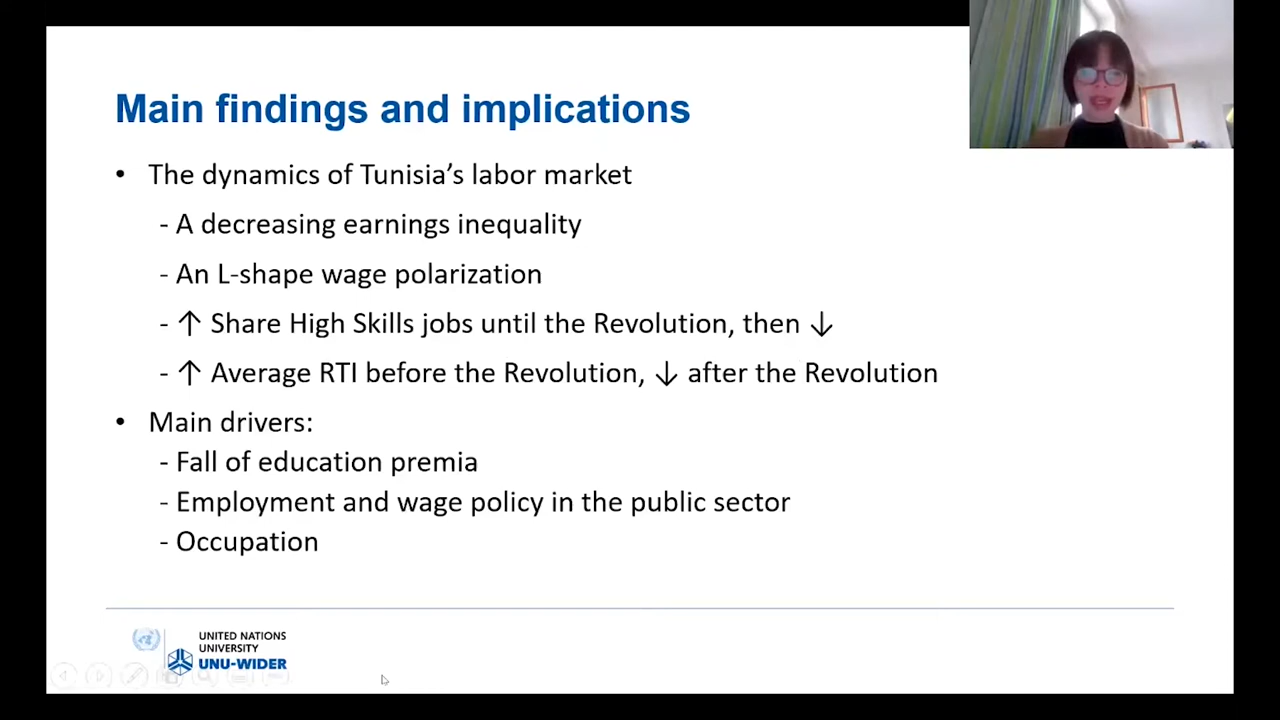 Main findings and implications
• The dynamics of Tunisia's labor market
- A decreasing earnings inequality
- An L-shape wage polarization
- ↑ Share High Skills jobs until the Revolution, then ↓
- ↑ Average RTI before the Revolution, ↓ after the Revolution
• Main drivers:
- Fall of education premia
- Employment and wage policy in the public sector
- Occupation
UNITED NATIONS
UNIVERSITY
UNU-WIDER